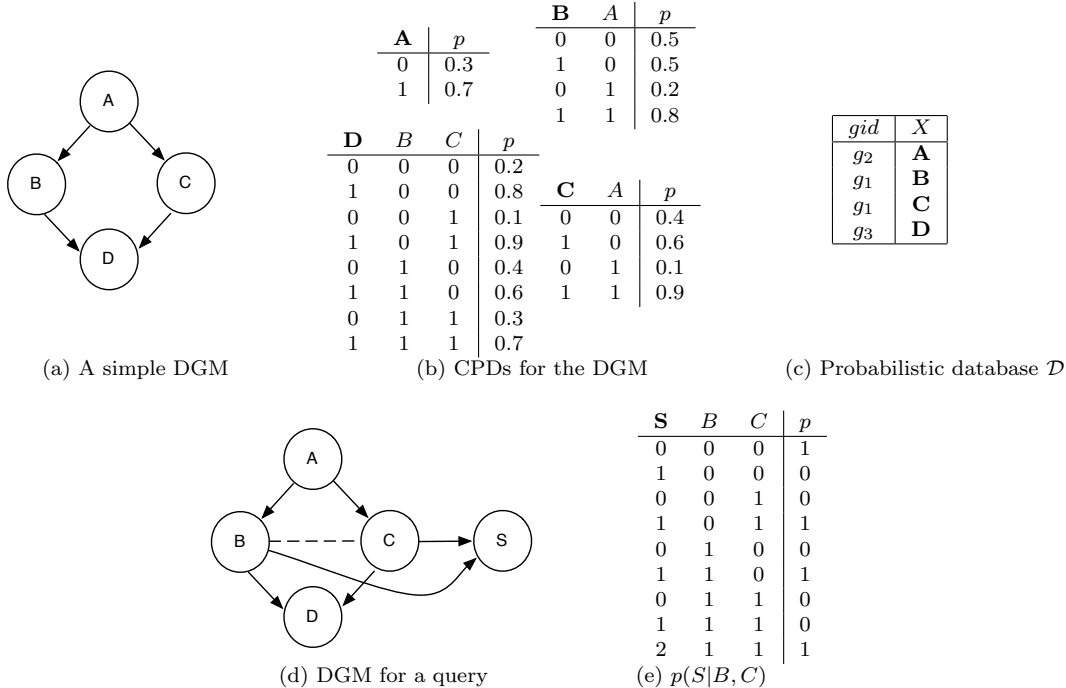 A
B
C
D
(a) A simple DGM
A p
0 0.3
1 0.7
B A p
0 0 0.5
1 0 0.5
0 1 0.2
1 1 0.8
D B C p
0 0 0 0.2
1 0 0 0.8
0 0 1 0.1
1 0 1 0.9
0 1 0 0.4
1 1 0 0.6
0 1 1 0.3
1 1 1 0.7
C A p
0 0 0.4
1 0 0.6
0 1 0.1
1 1 0.9
(b) CPDs for the DGM
gid X
g2 A
g1 B
g1 C
g3 D
(c) Probabilistic database 𝒟
A
B
C
S
D
(d) DGM for a query
S B C p
0 0 0 1
1 0 0 0
0 0 1 0
1 0 1 1
0 1 0 0
1 1 0 1
0 1 1 0
1 1 1 0
2 1 1 1
(e) p(S|B, C)